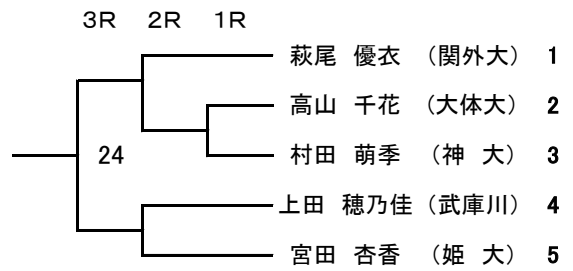 3R 2R 1R
萩尾 優衣 （関外大） 1
高山 千花 （大体大） 2
24
村田 萌季 （神 大） 3
上田 穂乃佳 （武庫川） 4
宮田 杏香 （姫 大） 5